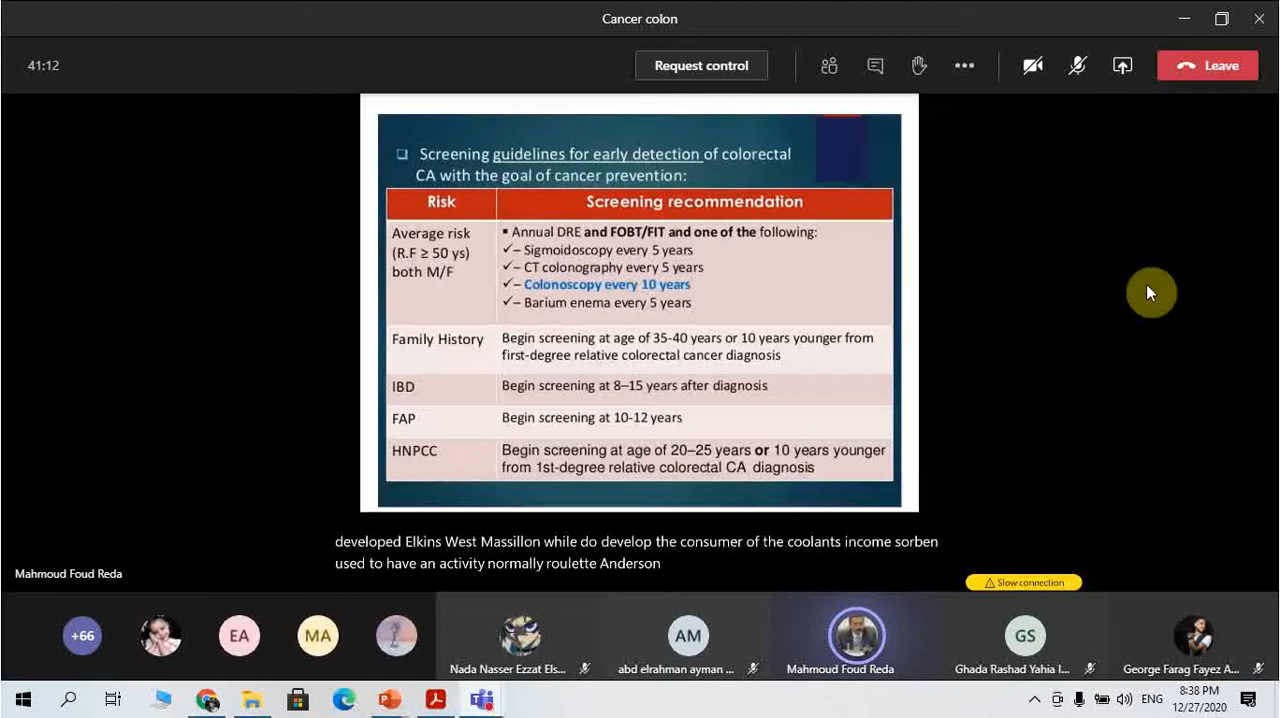 Cancer colon
41:12
Request control
Leave
❑ Screening guidelines for early detection of colorectal
CA with the goal of cancer prevention:
Risk
Screening recommendation
Average risk
(R.F ≥ 50 ys)
both M/F
▪ Annual DRE and FOBT/FIT and one of the following:
✓– Sigmoidoscopy every 5 years
✓– CT colonography every 5 years
✓– Colonoscopy every 10 years
✓– Barium enema every 5 years
Family History
Begin screening at age of 35-40 years or 10 years younger from
first-degree relative colorectal cancer diagnosis
IBD
Begin screening at 8–15 years after diagnosis
FAP
Begin screening at 10-12 years
HNPCC
Begin screening at age of 20–25 years or 10 years younger
from 1st-degree relative colorectal CA diagnosis
developed Elkins West Massillon while do develop the consumer of the coolants income sorben
used to have an activity normally roulette Anderson
Mahmoud Foud Reda
Slow connection
+66
EA
MA
AM
GS
Nada Nasser Ezzat Els...
abd elrahman ayman ...
Mahmoud Foud Reda
Ghada Rashad Yahia I...
George Farag Fayez A...
ENG
8:38 PM
12/27/2020